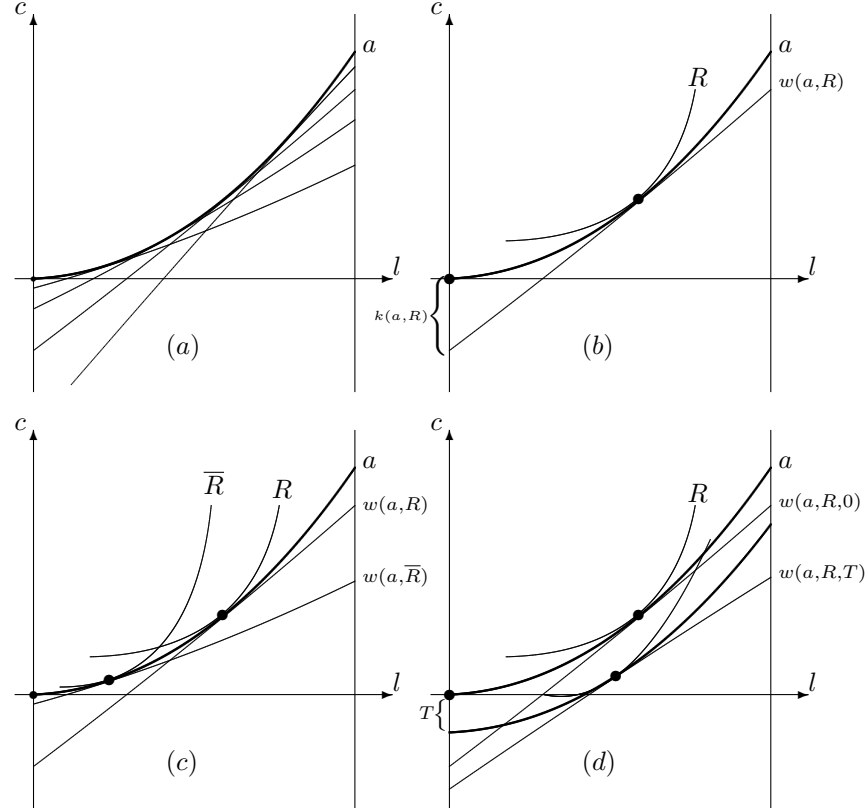 c
a
l
(a)
c
a
w(a,R)
R
l
k(a,R)
(b)
c
a
R̅
R
w(a,R)
w(a,R̅)
l
(c)
c
a
R
w(a,R,0)
w(a,R,T)
l
T
(d)